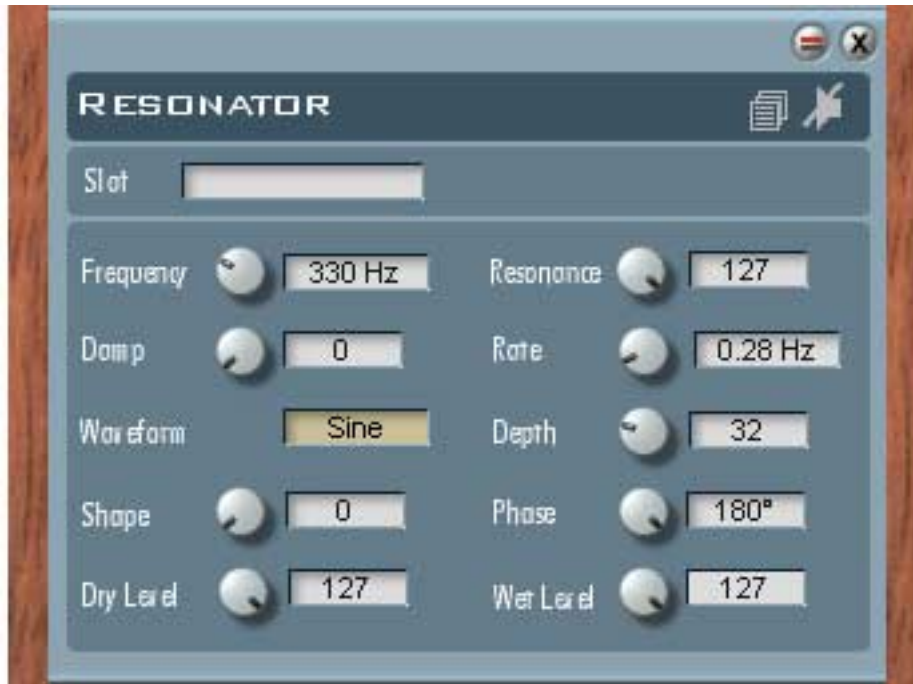 RESONATOR
Slot
Frequency 330 Hz Resonance 127
Damp 0 Rate 0.28 Hz
Waveform Sine Depth 32
Shape 0 Phase 180°
Dry Level 127 Wet Level 127